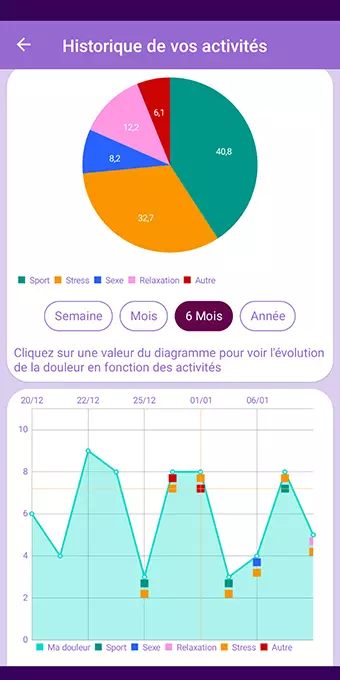 Historique de vos activités
6,1
12,2
40,8
8,2
32,7
Sport Stress Sexe Relaxation Autre
Semaine Mois 6 Mois Année
Cliquez sur une valeur du diagramme pour voir l'évolution
de la douleur en fonction des activités
20/12 22/12 25/12 01/01 06/01
10
8
6
4
2
0
Ma douleur Sport Sexe Relaxation Stress Autre